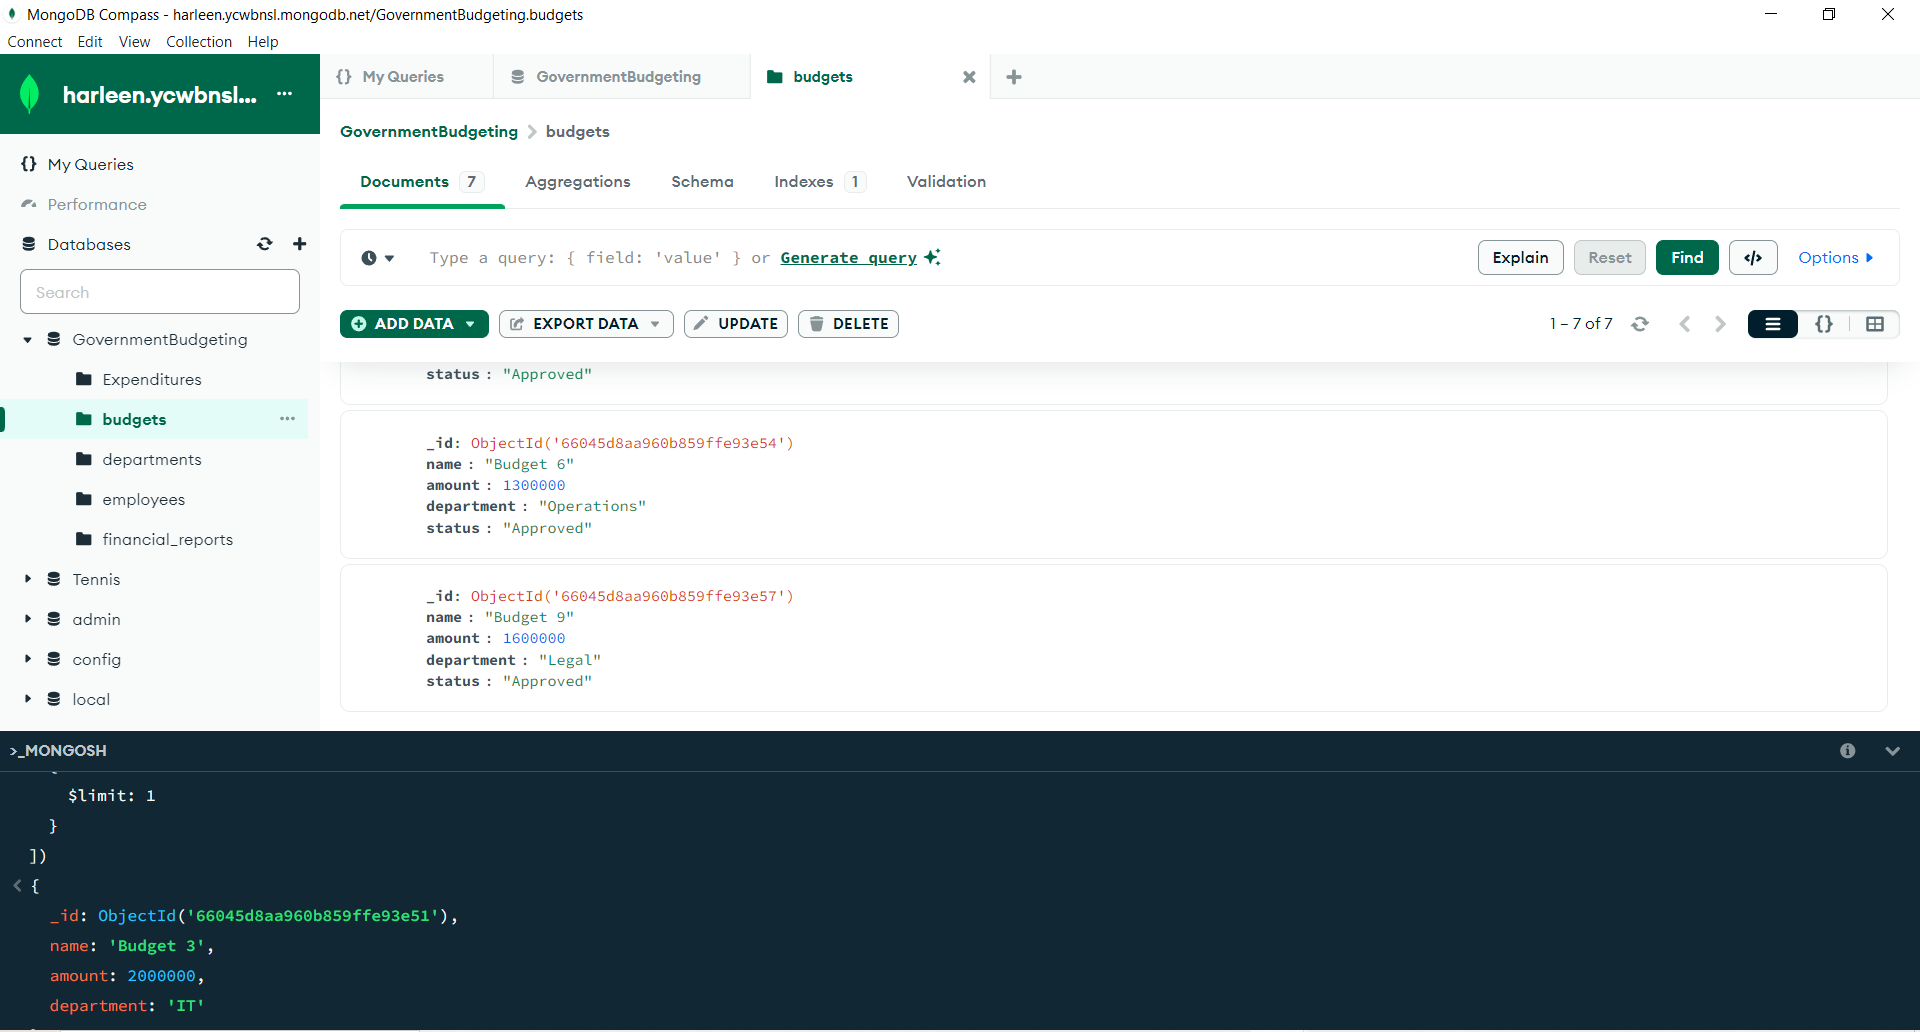 MongoDB Compass - harleen.ycwbnsl.mongodb.net/GovernmentBudgeting.budgets
Connect Edit View Collection Help
harleen.ycwbnsl... ···
{} My Queries
GovernmentBudgeting
budgets
{} My Queries
Performance
Databases
Search
GovernmentBudgeting
Expenditures
budgets ···
departments
employees
financial_reports
Tennis
admin
config
local
GovernmentBudgeting > budgets
Documents 7 Aggregations Schema Indexes 1 Validation
Type a query: { field: 'value' } or Generate query
Explain Reset Find </> Options
ADD DATA EXPORT DATA UPDATE DELETE
1 – 7 of 7 {}
status : "Approved"
_id: ObjectId('66045d8aa960b859ffe93e54')
name : "Budget 6"
amount : 1300000
department : "Operations"
status : "Approved"
_id: ObjectId('66045d8aa960b859ffe93e57')
name : "Budget 9"
amount : 1600000
department : "Legal"
status : "Approved"
>_MONGOSH
$limit: 1
}
])
< {
_id: ObjectId('66045d8aa960b859ffe93e51'),
name: 'Budget 3',
amount: 2000000,
department: 'IT'